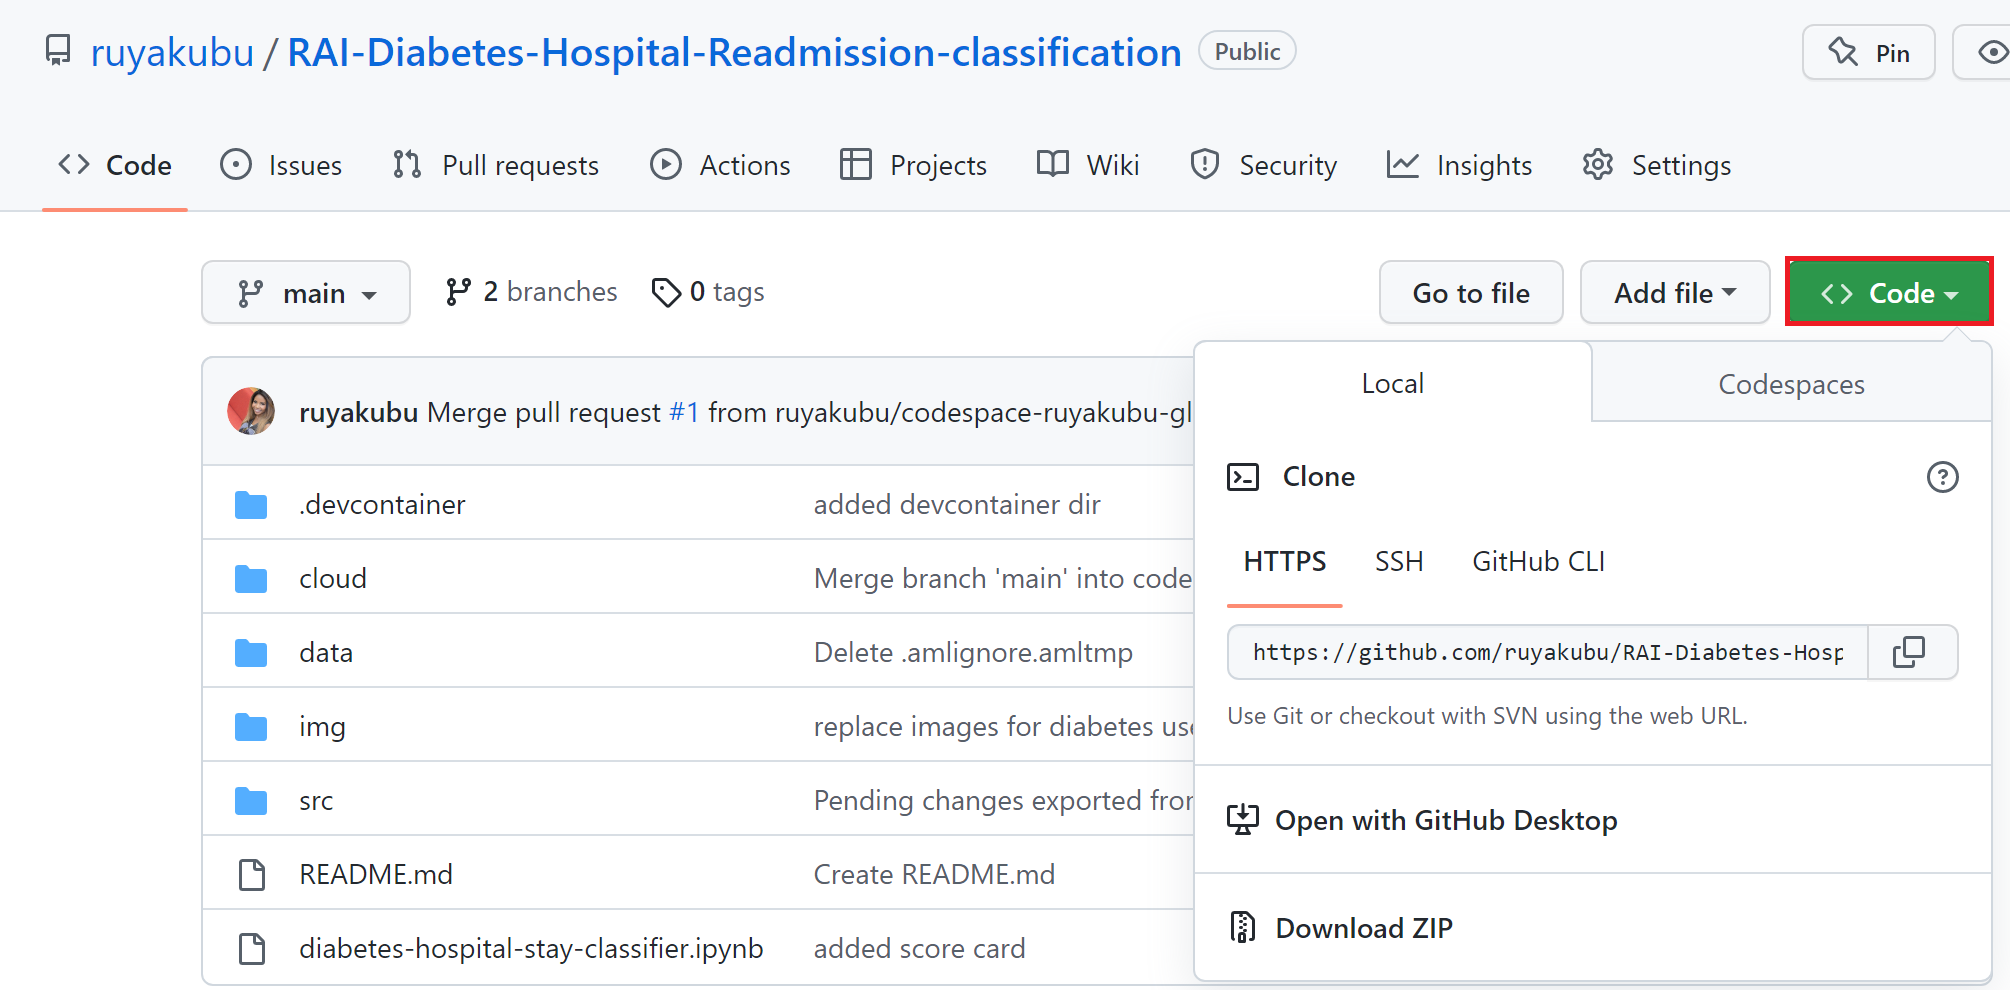 ruyakubu / RAI-Diabetes-Hospital-Readmission-classification Public Pin
Code Issues Pull requests Actions Projects Wiki Security Insights Settings
main 2 branches 0 tags Go to file Add file Code
Local Codespaces
ruyakubu Merge pull request #1 from ruyakubu/codespace-ruyakubu-gl
Clone
.devcontainer added devcontainer dir
HTTPS SSH GitHub CLI
cloud Merge branch 'main' into code
https://github.com/ruyakubu/RAI-Diabetes-Hosp
data Delete .amlignore.amltmp
Use Git or checkout with SVN using the web URL.
img replace images for diabetes use
src Pending changes exported from
Open with GitHub Desktop
README.md Create README.md
Download ZIP
diabetes-hospital-stay-classifier.ipynb added score card